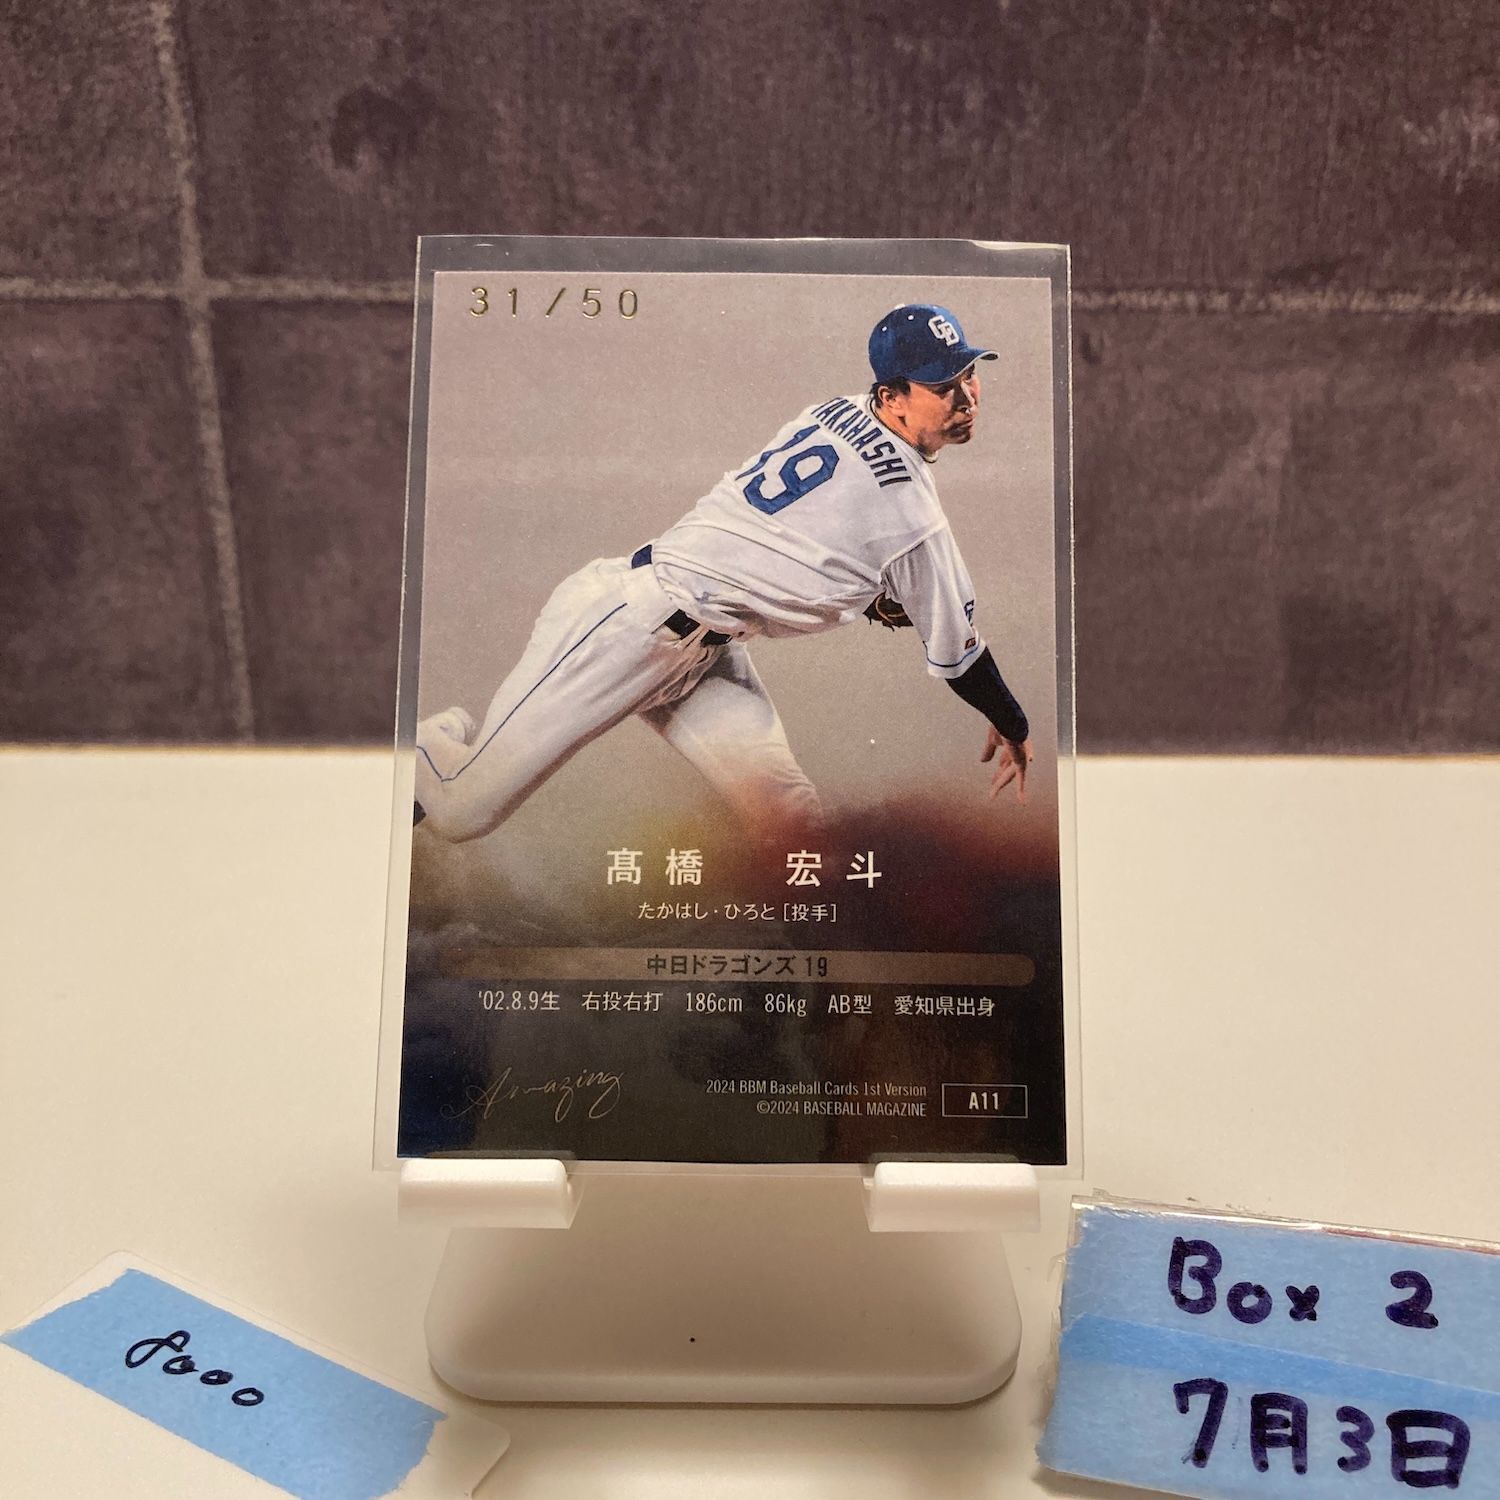 31/50
CD
TAKAHASHI
19
髙橋 宏斗
たかはし・ひろと[投手]
中日ドラゴンズ 19
'02.8.9生 右投右打 186cm 86kg AB型 愛知県出身
Amazing
2024 BBM Baseball Cards 1st Version
©2024 BASEBALL MAGAZINE
A11
8000
Box 2
7月3日